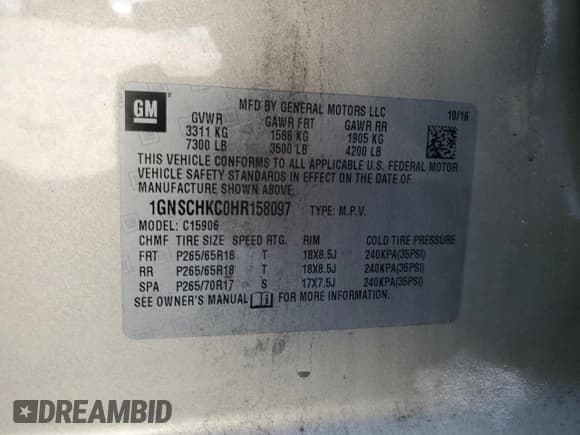 GM
MFD BY GENERAL MOTORS LLC
10/16
GVWR GAWR FRT GAWR RR
3311 KG 1588 KG 1905 KG
7300 LB 3500 LB 4200 LB
THIS VEHICLE CONFORMS TO ALL APPLICABLE U.S. FEDERAL MOTOR
VEHICLE SAFETY STANDARDS IN EFFECT ON THE DATE OF
MANUFACTURE SHOWN ABOVE.
1GNSCHKC0HR158097 TYPE: M.P.V.
MODEL: C15906
CHMF TIRE SIZE SPEED RTG. RIM COLD TIRE PRESSURE
FRT P265/65R18 T 18X8.5J 240KPA(35PSI)
RR P265/65R18 T 18X8.5J 240KPA(35PSI)
SPA P265/70R17 S 17X7.5J 240KPA(35PSI)
SEE OWNER'S MANUAL FOR MORE INFORMATION.
DREAMBID